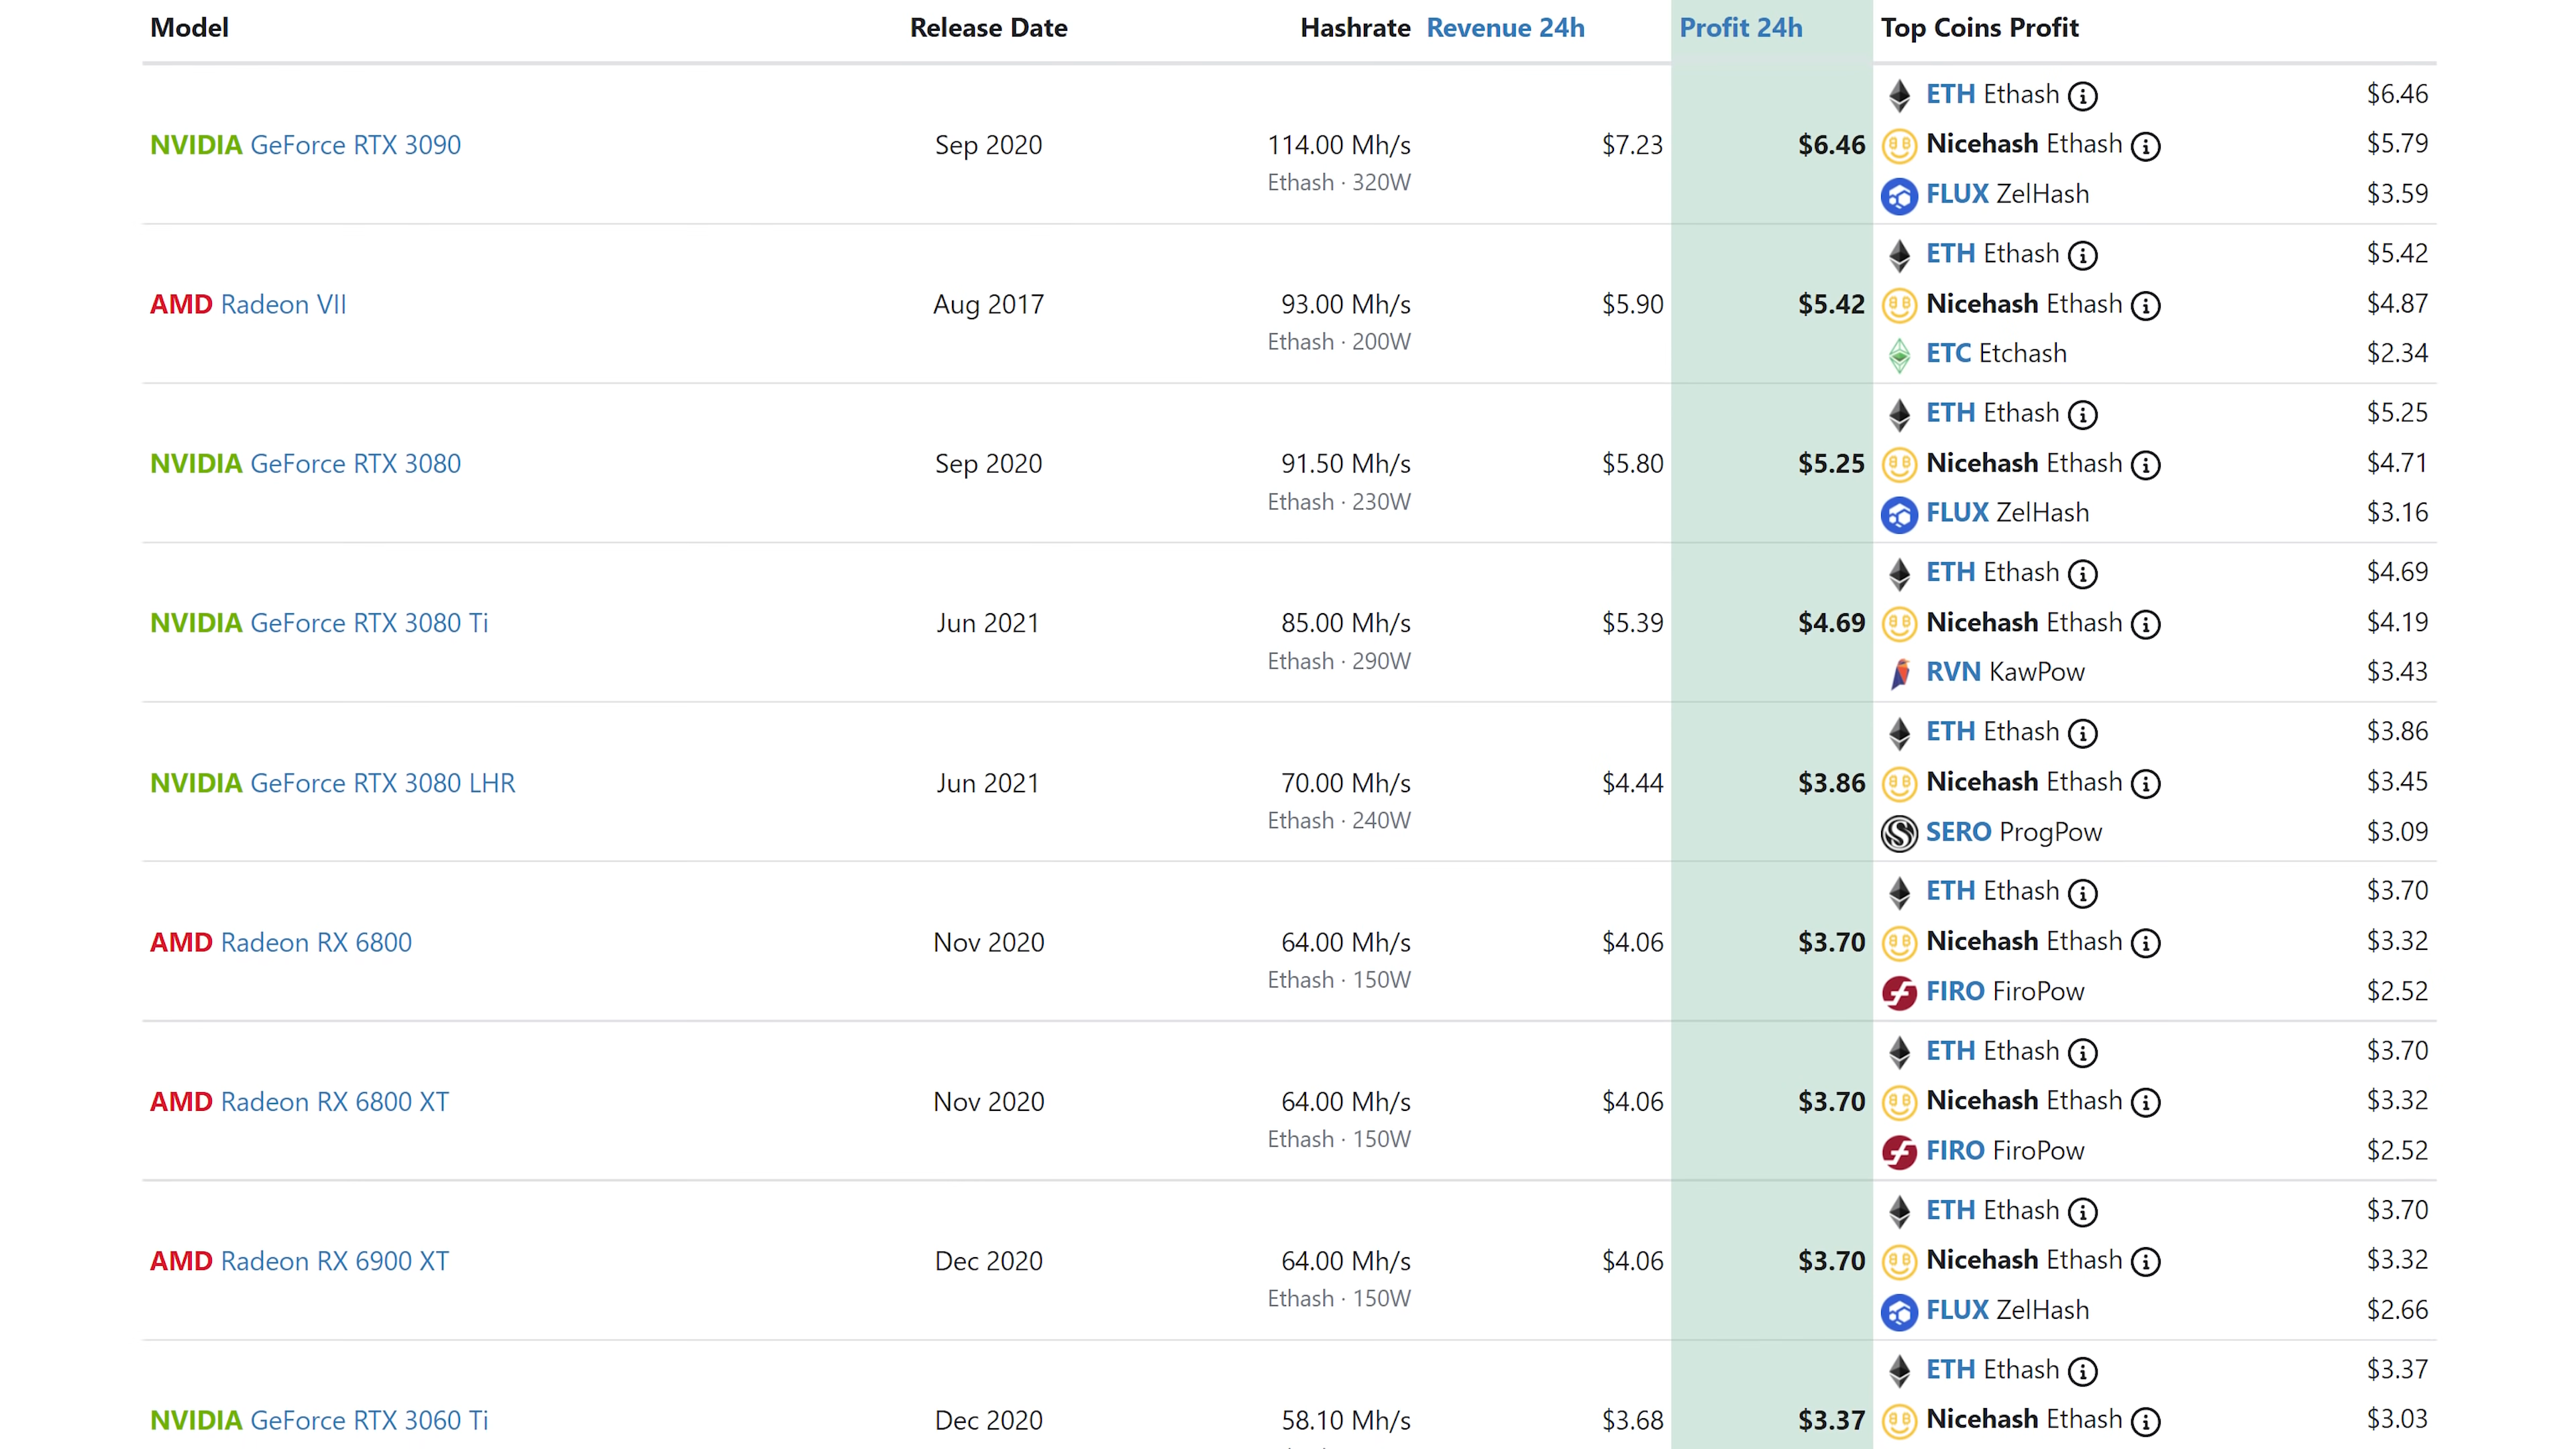 Model Release Date Hashrate Revenue 24h Profit 24h Top Coins Profit
ETH Ethash $6.46
NVIDIA GeForce RTX 3090 Sep 2020 114.00 Mh/s $7.23 $6.46 Nicehash Ethash $5.79
Ethash · 320W
FLUX ZelHash $3.59
ETH Ethash $5.42
AMD Radeon VII Aug 2017 93.00 Mh/s $5.90 $5.42 Nicehash Ethash $4.87
Ethash · 200W
ETC Etchash $2.34
ETH Ethash $5.25
NVIDIA GeForce RTX 3080 Sep 2020 91.50 Mh/s $5.80 $5.25 Nicehash Ethash $4.71
Ethash · 230W
FLUX ZelHash $3.16
ETH Ethash $4.69
NVIDIA GeForce RTX 3080 Ti Jun 2021 85.00 Mh/s $5.39 $4.69 Nicehash Ethash $4.19
Ethash · 290W
RVN KawPow $3.43
ETH Ethash $3.86
NVIDIA GeForce RTX 3080 LHR Jun 2021 70.00 Mh/s $4.44 $3.86 Nicehash Ethash $3.45
Ethash · 240W
SERO ProgPow $3.09
ETH Ethash $3.70
AMD Radeon RX 6800 Nov 2020 64.00 Mh/s $4.06 $3.70 Nicehash Ethash $3.32
Ethash · 150W
FIRO FiroPow $2.52
ETH Ethash $3.70
AMD Radeon RX 6800 XT Nov 2020 64.00 Mh/s $4.06 $3.70 Nicehash Ethash $3.32
Ethash · 150W
FIRO FiroPow $2.52
ETH Ethash $3.70
AMD Radeon RX 6900 XT Dec 2020 64.00 Mh/s $4.06 $3.70 Nicehash Ethash $3.32
Ethash · 150W
FLUX ZelHash $2.66
ETH Ethash $3.37
NVIDIA GeForce RTX 3060 Ti Dec 2020 58.10 Mh/s $3.68 $3.37 Nicehash Ethash $3.03